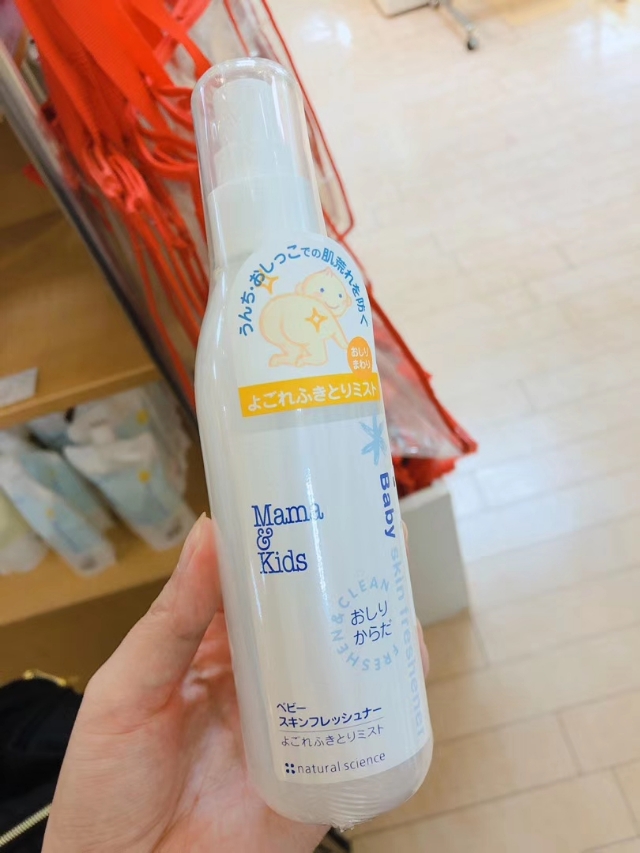 うんち・おしっこでの肌荒れを防ぐ
おしり
まわり
よごれふきとりミスト
Mama
&
Kids
Baby skin freshener
FRESHEN & CLEAN
おしり
からだ
ベビー
スキンフレッシュナー
よごれふきとりミスト
natural science